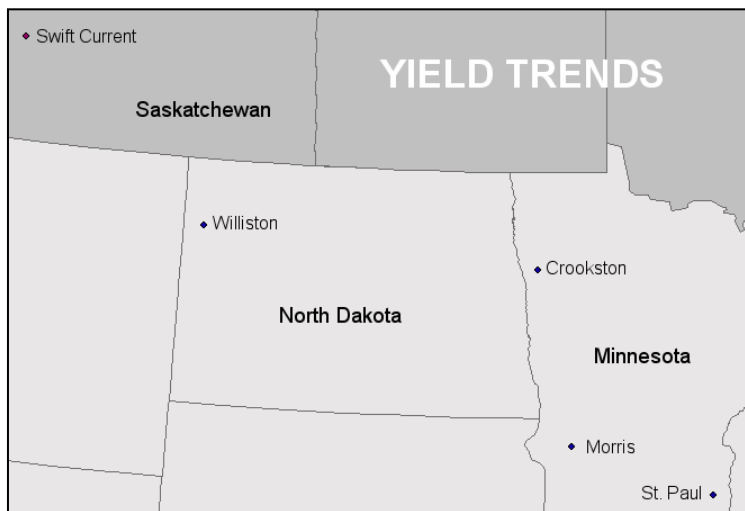 Swift Current
YIELD TRENDS
Saskatchewan
Williston
Crookston
North Dakota
Minnesota
Morris
St. Paul